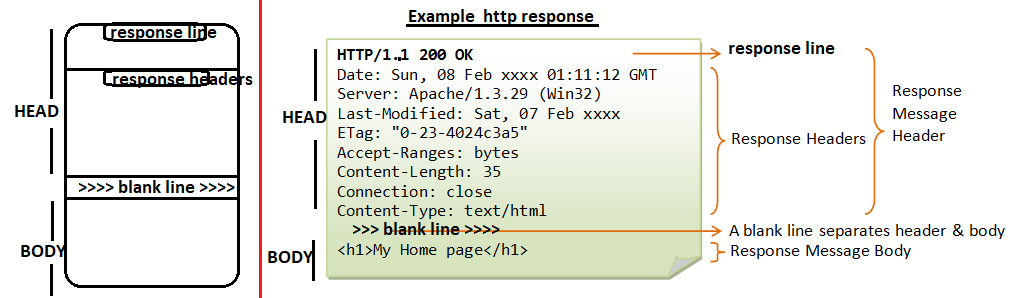 response line
response headers
HEAD
>>>> blank line >>>>
BODY
Example http response
HTTP/1.1 200 OK
Date: Sun, 08 Feb xxxx 01:11:12 GMT
Server: Apache/1.3.29 (Win32)
Last-Modified: Sat, 07 Feb xxxx
ETag: "0-23-4024c3a5"
Accept-Ranges: bytes
Content-Length: 35
Connection: close
Content-Type: text/html
>>> blank line >>>>
<h1>My Home page</h1>
HEAD
BODY
response line
Response Headers
Response
Message
Header
A blank line separates header & body
Response Message Body